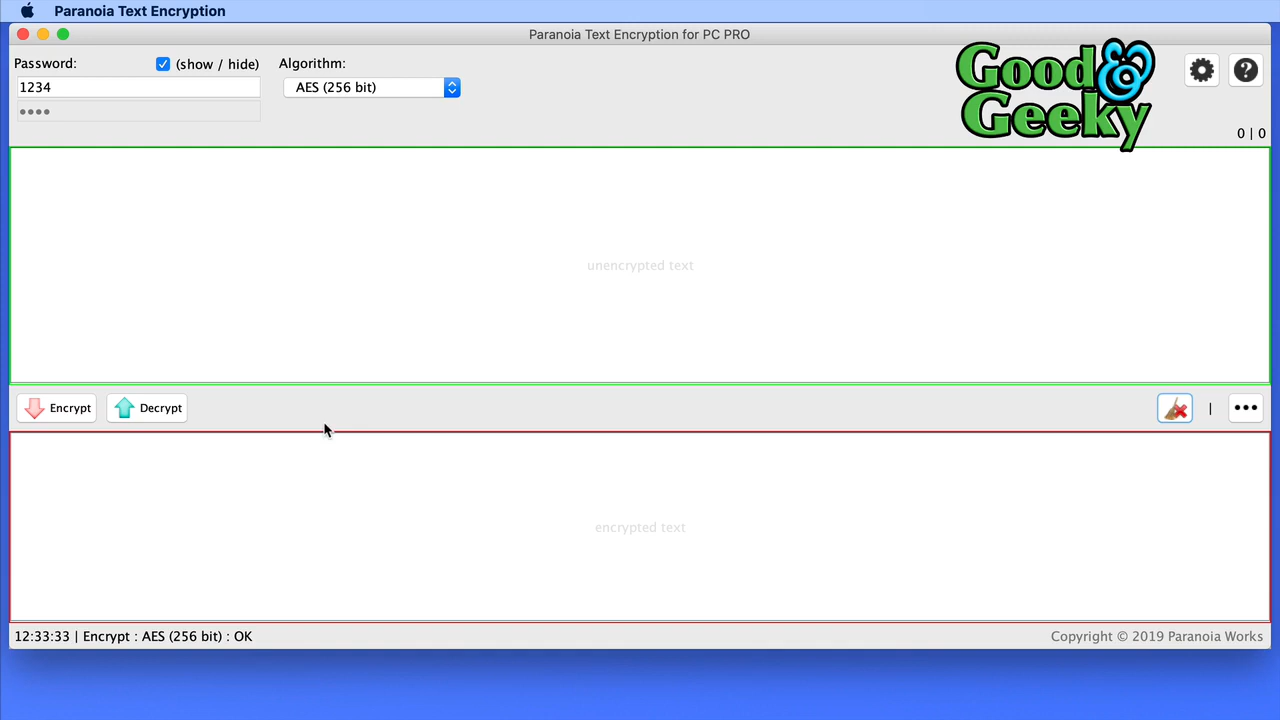 Paranoia Text Encryption
Paranoia Text Encryption for PC PRO
Password:
(show / hide)
Algorithm:
1234
AES (256 bit)
••••
Good &
Geeky
0 | 0
unencrypted text
Encrypt
Decrypt
|
•••
encrypted text
12:33:33 | Encrypt : AES (256 bit) : OK
Copyright © 2019 Paranoia Works